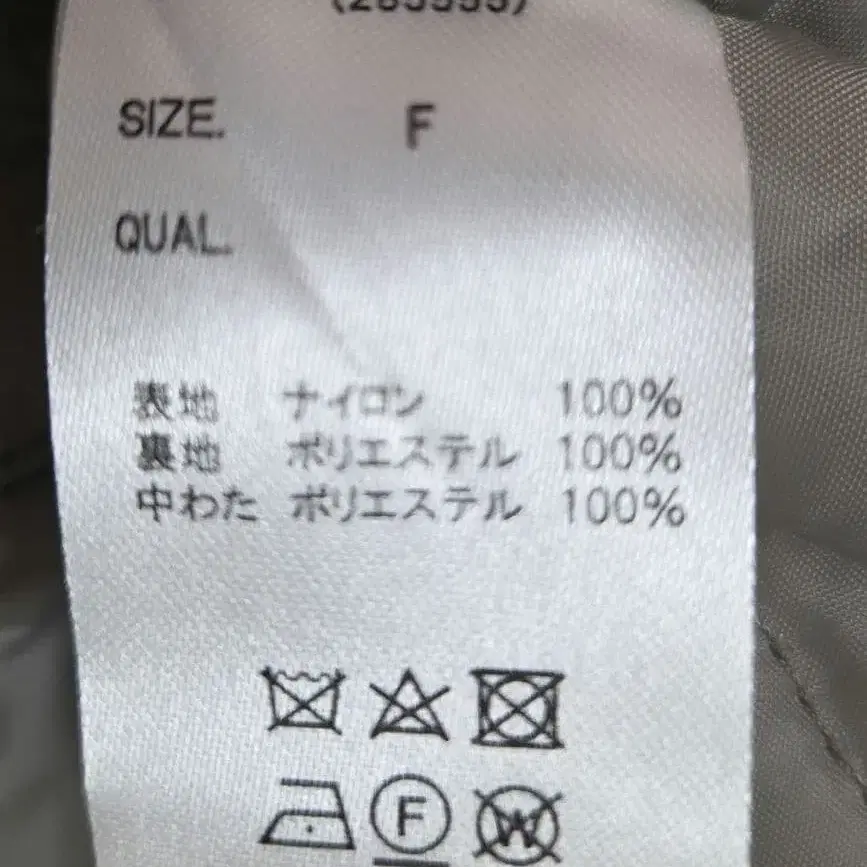 SIZE. F
QUAL.
表地 ナイロン 100%
裏地 ポリエステル 100%
中わた ポリエステル 100%
F
W